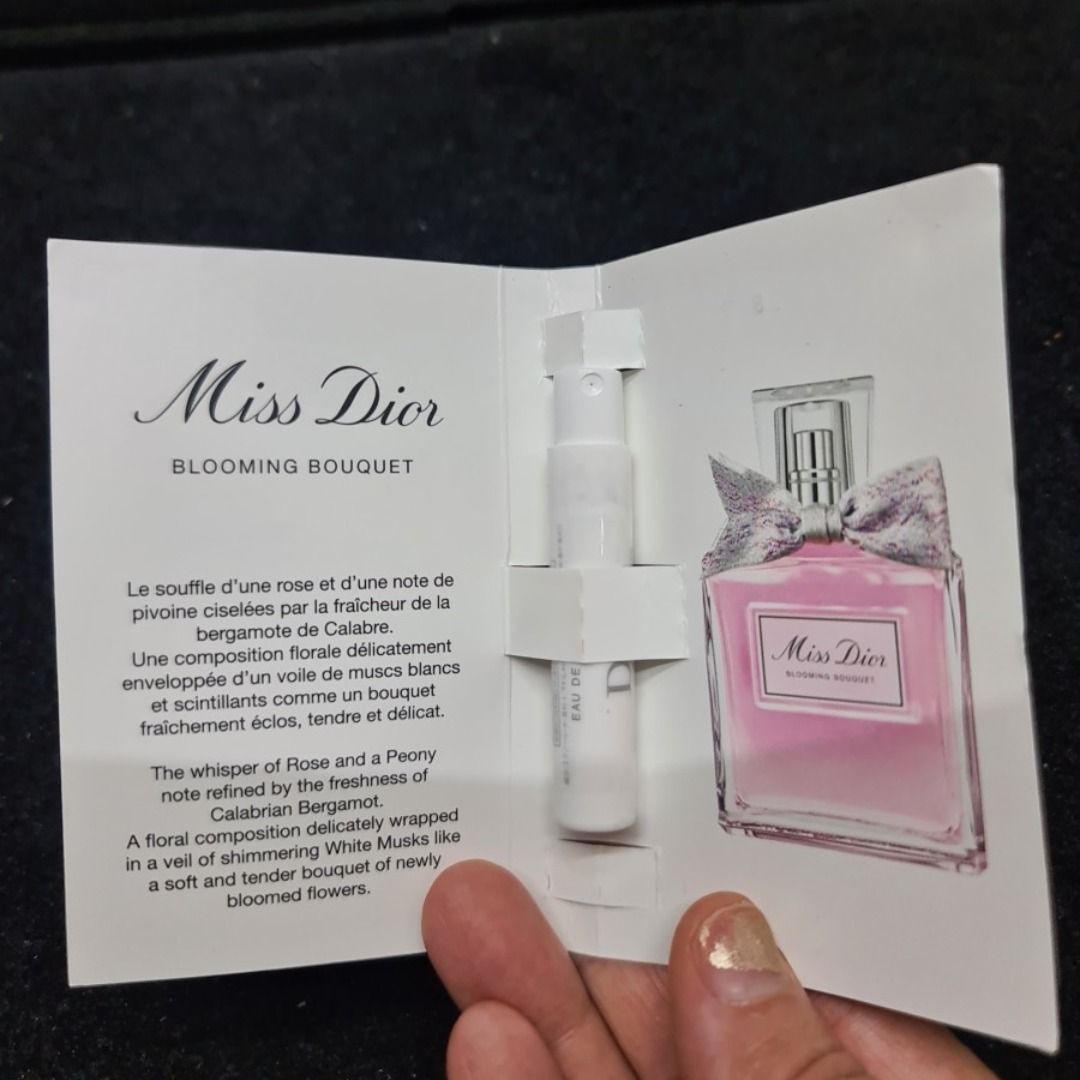 Miss Dior
BLOOMING BOUQUET
Le souffle d'une rose et d'une note de
pivoine ciselées par la fraîcheur de la
bergamote de Calabre.
Une composition florale délicatement
enveloppée d'un voile de muscs blancs
et scintillants comme un bouquet
fraîchement éclos, tendre et délicat.
The whisper of Rose and a Peony
note refined by the freshness of
Calabrian Bergamot.
A floral composition delicately wrapped
in a veil of shimmering White Musks like
a soft and tender bouquet of newly
bloomed flowers.
EAU DE
D
Miss Dior
BLOOMING BOUQUET